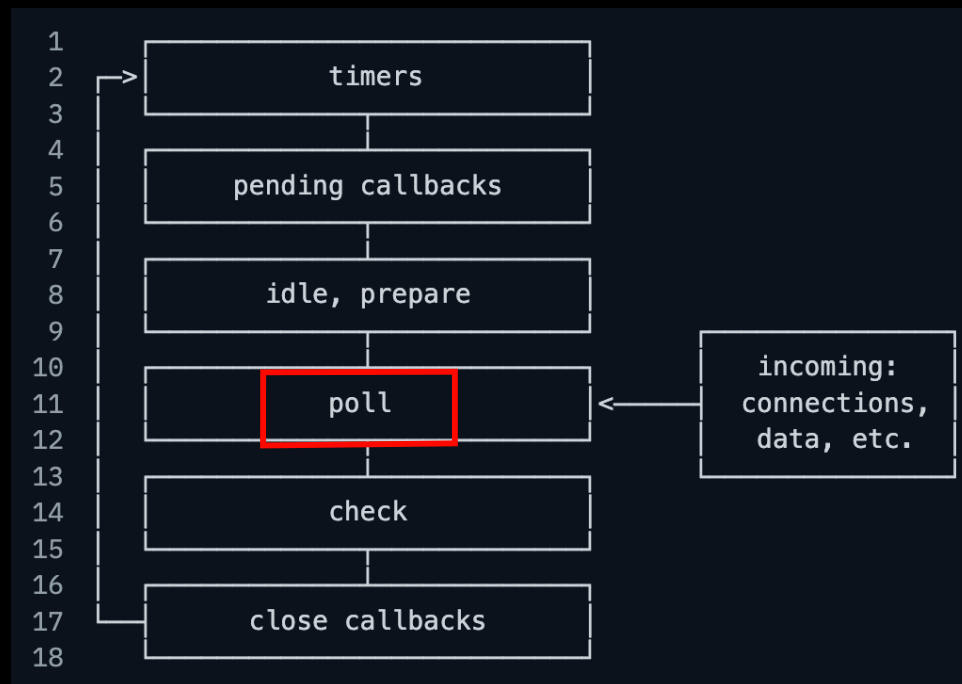 1
2 timers
3
4
5 pending callbacks
6
7
8 idle, prepare
9
10 incoming:
11 poll connections,
12 data, etc.
13
14 check
15
16
17 close callbacks
18